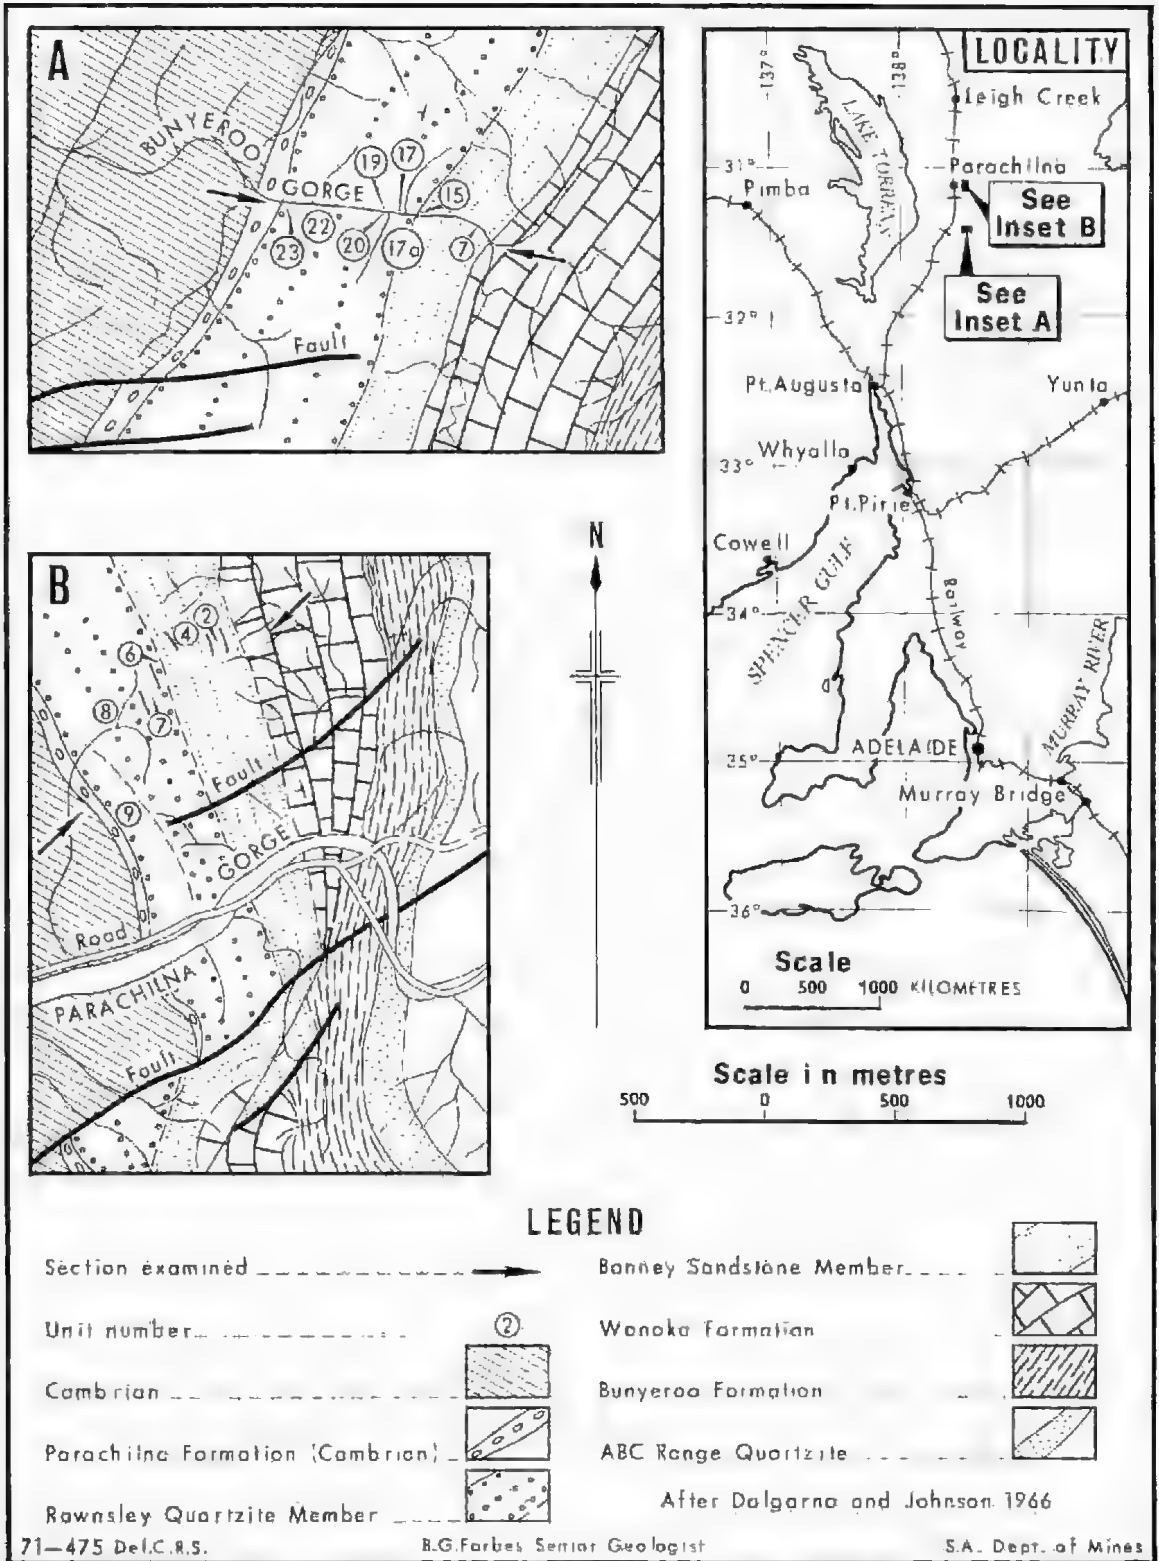 A
BUNYEROO
GORGE
19
17
15
23
22
20
17a
7
Fault
LOCALITY
137°
138°
Leigh Creek
LAKE TORRENS
31°
Parachilna
Pimba
See
Inset B
See
Inset A
32°
Pt.Augusta
Yunta
Whyalla
33°
Pt.Pirie
Cowell
SPENCER GULF
34°
Railway
MURRAY RIVER
ADELAIDE
35°
Murray Bridge
36°
Scale
0 500 1000 KILOMETRES
N
B
2
4
6
8
7
9
Fault
GORGE
Road
PARACHILNA
Fault
Scale in metres
500 0 500 1000
LEGEND
Section examined
Unit number
2
Cambrian
Parachilna Formation (Cambrian)
Rawnsley Quartzite Member
Bonney Sandstone Member
Wonoka Formation
Bunyeroo Formation
ABC Range Quartzite
After Dalgarno and Johnson 1966
71—475 Del.C.R.S.
B.G.Forbes Senior Geologist
S.A. Dept. of Mines